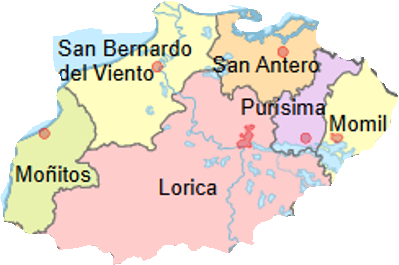 San Bernardo
del Viento
San Antero
Purísima
Momil
Moñitos
Lorica